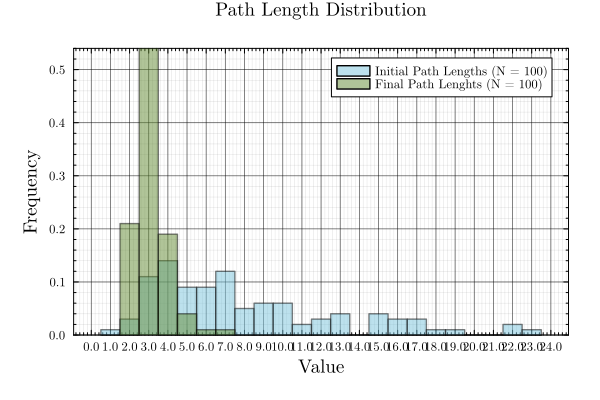 Path Length Distribution
Initial Path Lengths (N = 100)
Final Path Lenghts (N = 100)
Frequency
0.5
0.4
0.3
0.2
0.1
0.0
0.0 1.0 2.0 3.0 4.0 5.0 6.0 7.0 8.0 9.0 10.0 11.0 12.0 13.0 14.0 15.0 16.0 17.0 18.0 19.0 20.0 21.0 22.0 23.0 24.0
Value